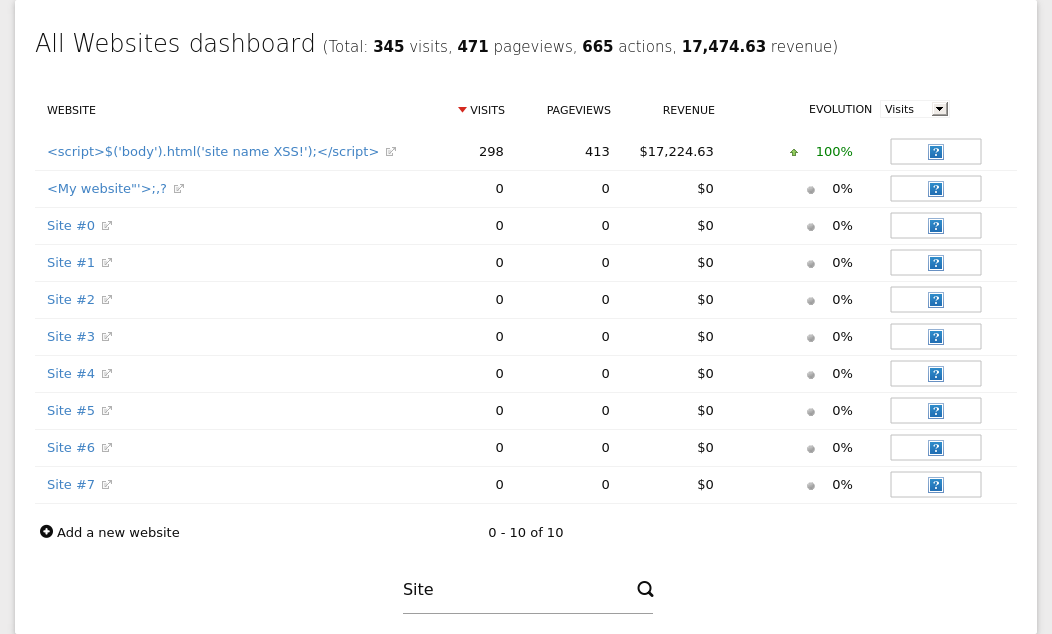 All Websites dashboard (Total: 345 visits, 471 pageviews, 665 actions, 17,474.63 revenue)
WEBSITE VISITS PAGEVIEWS REVENUE EVOLUTION Visits
<script>$('body').html('site name XSS!');</script> 298 413 $17,224.63 100% ?
<My website"'>;,? 0 0 $0 0% ?
Site #0 0 0 $0 0% ?
Site #1 0 0 $0 0% ?
Site #2 0 0 $0 0% ?
Site #3 0 0 $0 0% ?
Site #4 0 0 $0 0% ?
Site #5 0 0 $0 0% ?
Site #6 0 0 $0 0% ?
Site #7 0 0 $0 0% ?
Add a new website 0 - 10 of 10
Site